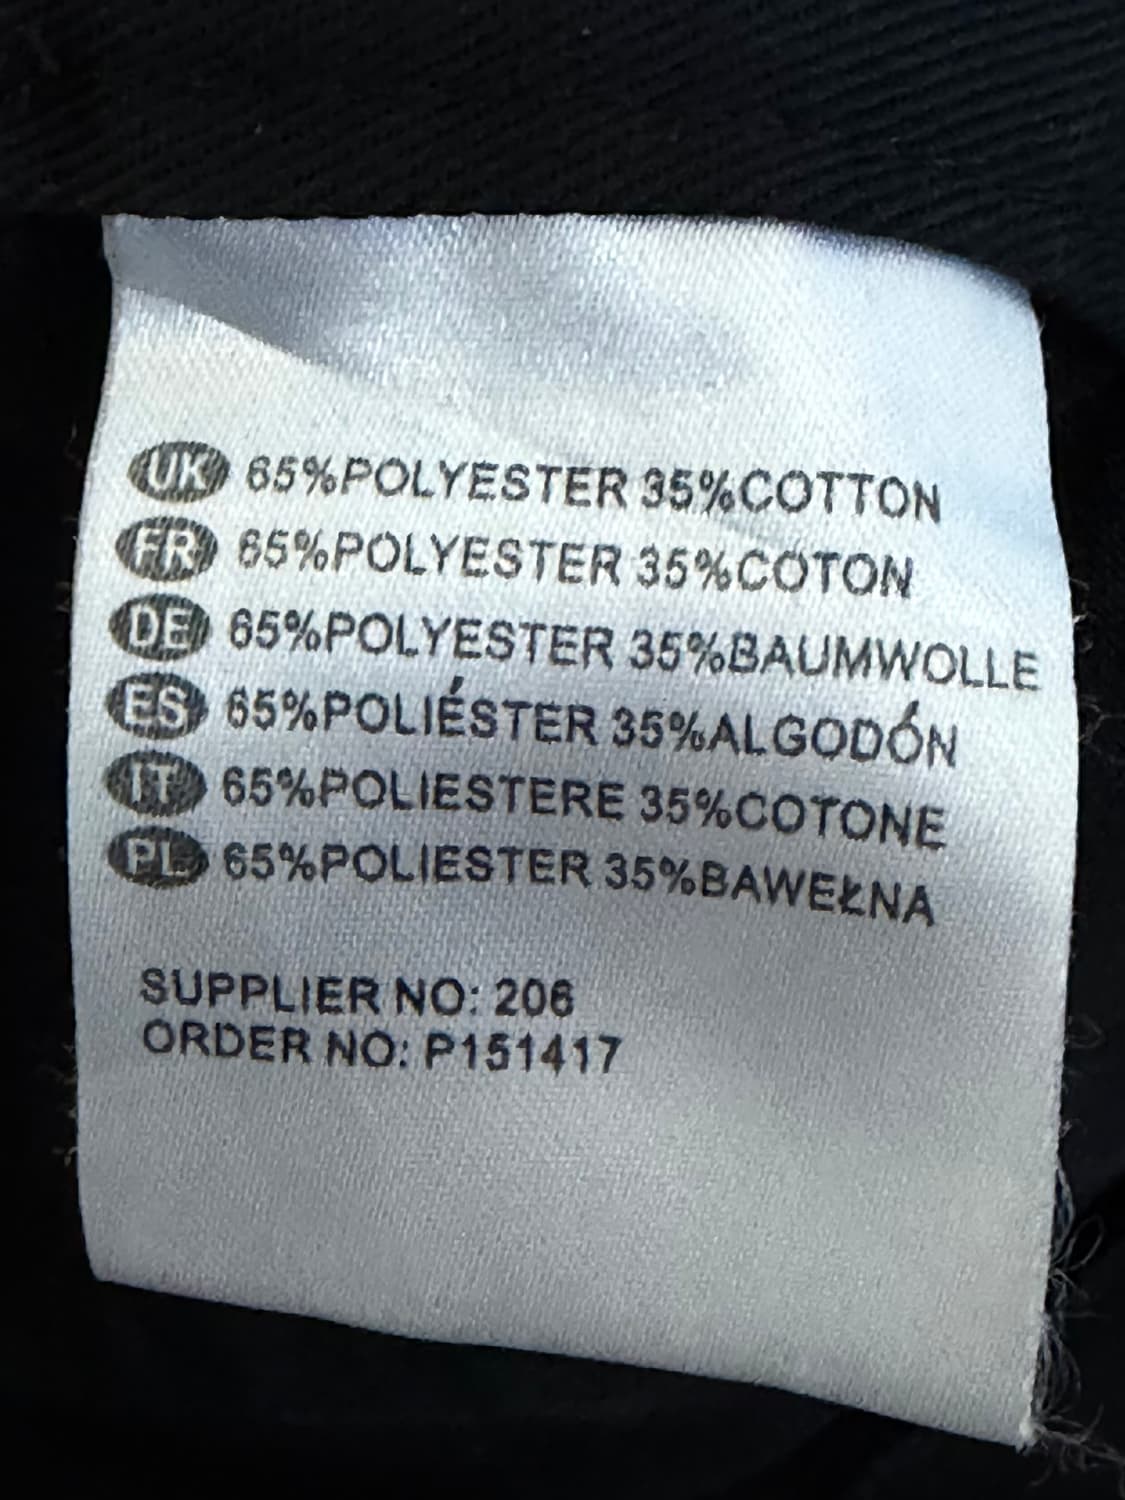 UK 65%POLYESTER 35%COTTON
FR 65%POLYESTER 35%COTON
DE 65%POLYESTER 35%BAUMWOLLE
ES 65%POLIÉSTER 35%ALGODÓN
IT 65%POLIESTERE 35%COTONE
PL 65%POLIESTER 35%BAWEŁNA
SUPPLIER NO: 206
ORDER NO: P151417